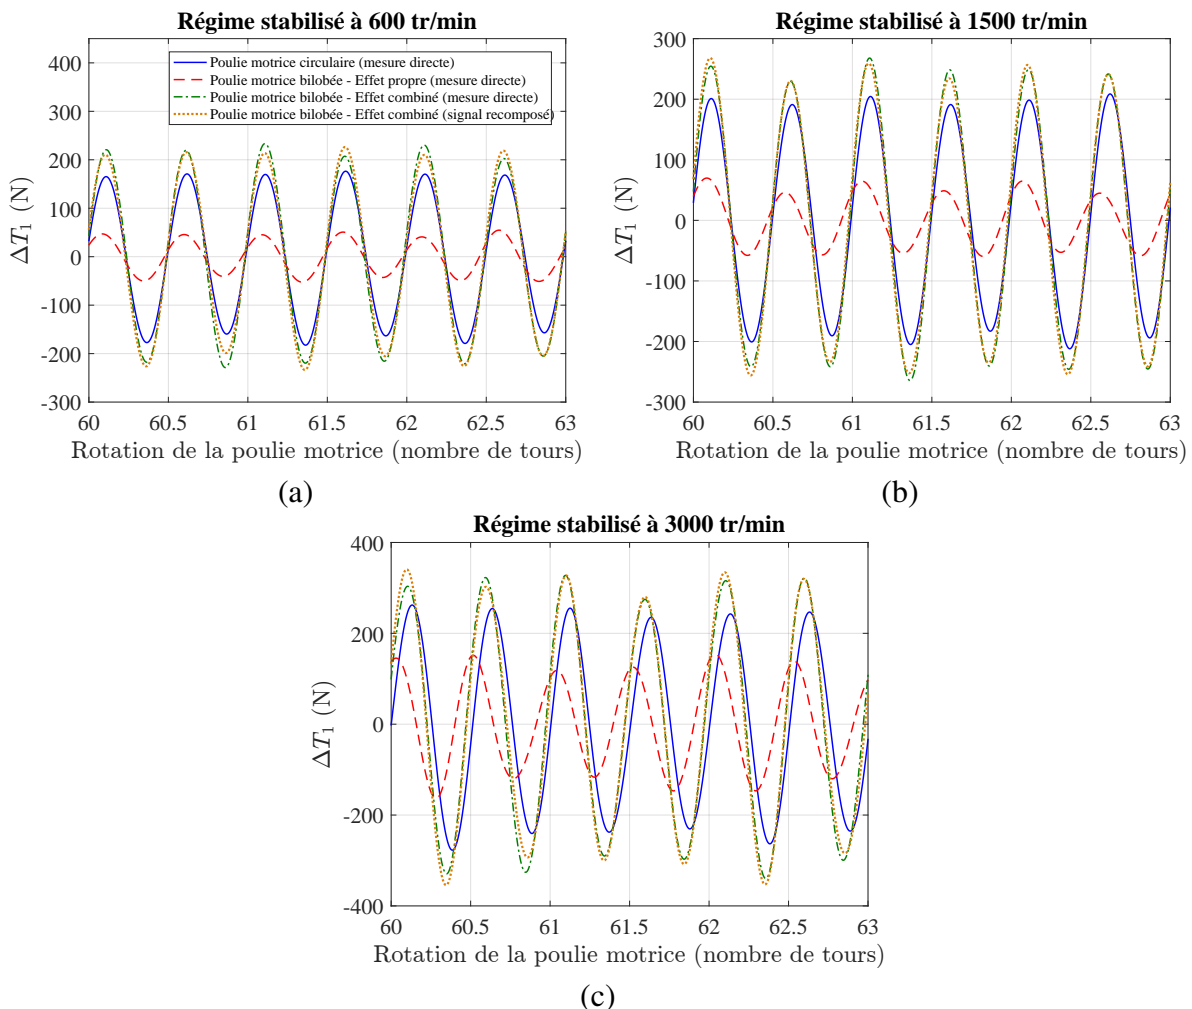 Régime stabilisé à 600 tr/min
Poulie motrice circulaire (mesure directe)
Poulie motrice bilobée - Effet propre (mesure directe)
Poulie motrice bilobée - Effet combiné (mesure directe)
Poulie motrice bilobée - Effet combiné (signal recomposé)
400
300
200
100
0
-100
-200
-300
ΔT₁ (N)
60 60.5 61 61.5 62 62.5 63
Rotation de la poulie motrice (nombre de tours)
(a)
Régime stabilisé à 1500 tr/min
300
200
100
0
-100
-200
-300
ΔT₁ (N)
60 60.5 61 61.5 62 62.5 63
Rotation de la poulie motrice (nombre de tours)
(b)
Régime stabilisé à 3000 tr/min
400
200
0
-200
-400
ΔT₁ (N)
60 60.5 61 61.5 62 62.5 63
Rotation de la poulie motrice (nombre de tours)
(c)